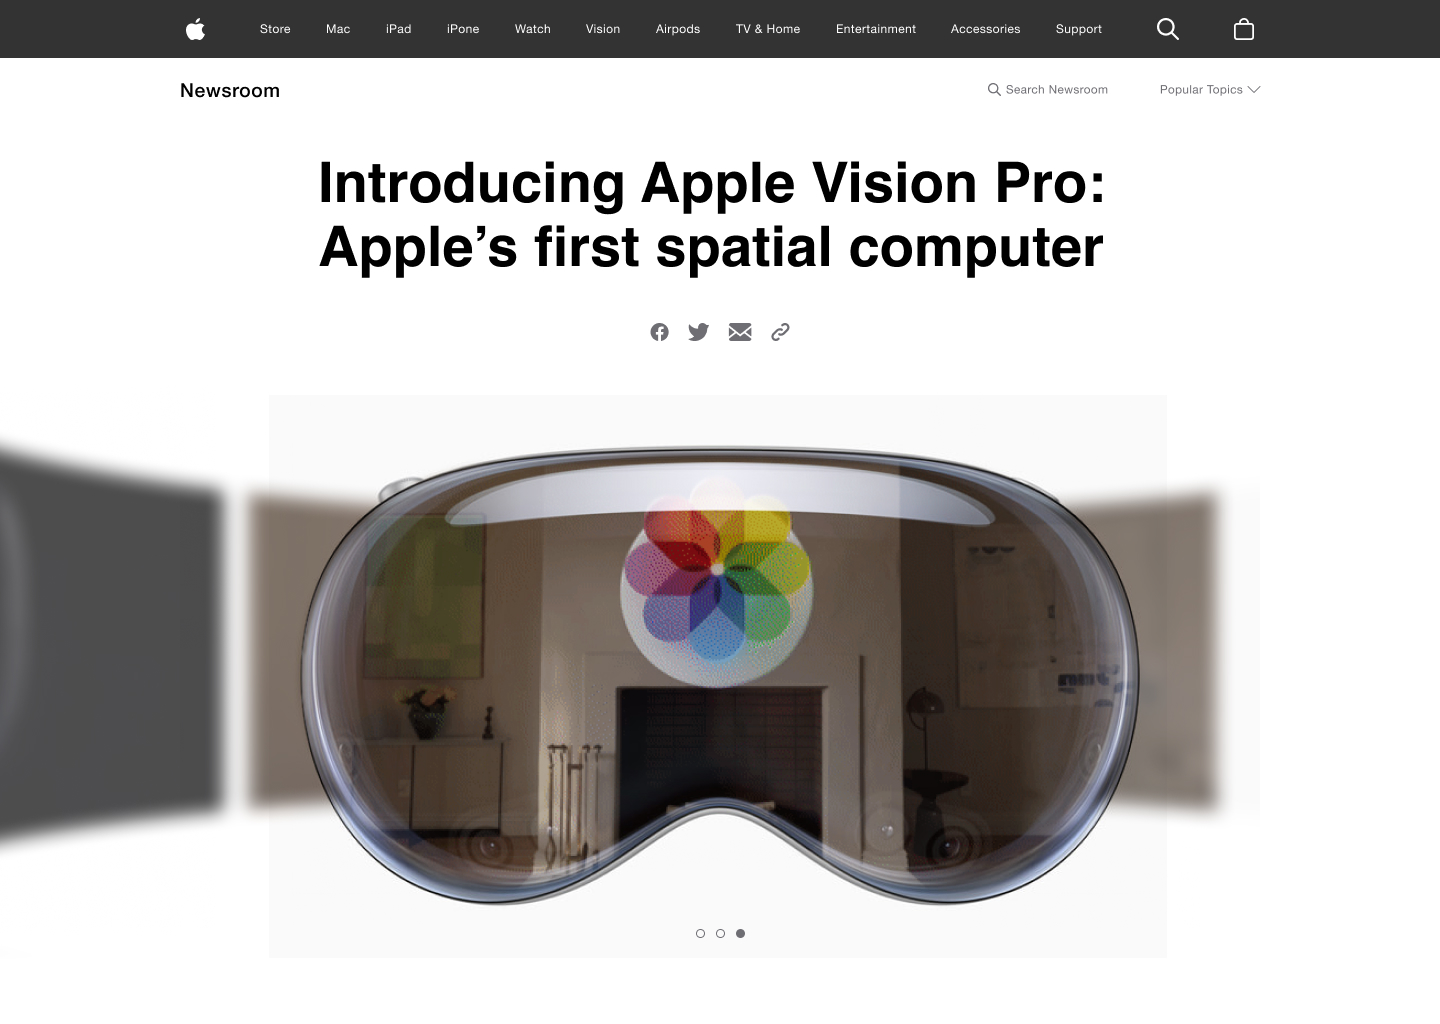 Store Mac iPad iPone Watch Vision Airpods TV & Home Entertainment Accessories Support
Newsroom Search Newsroom Popular Topics
Introducing Apple Vision Pro:
Apple’s first spatial computer